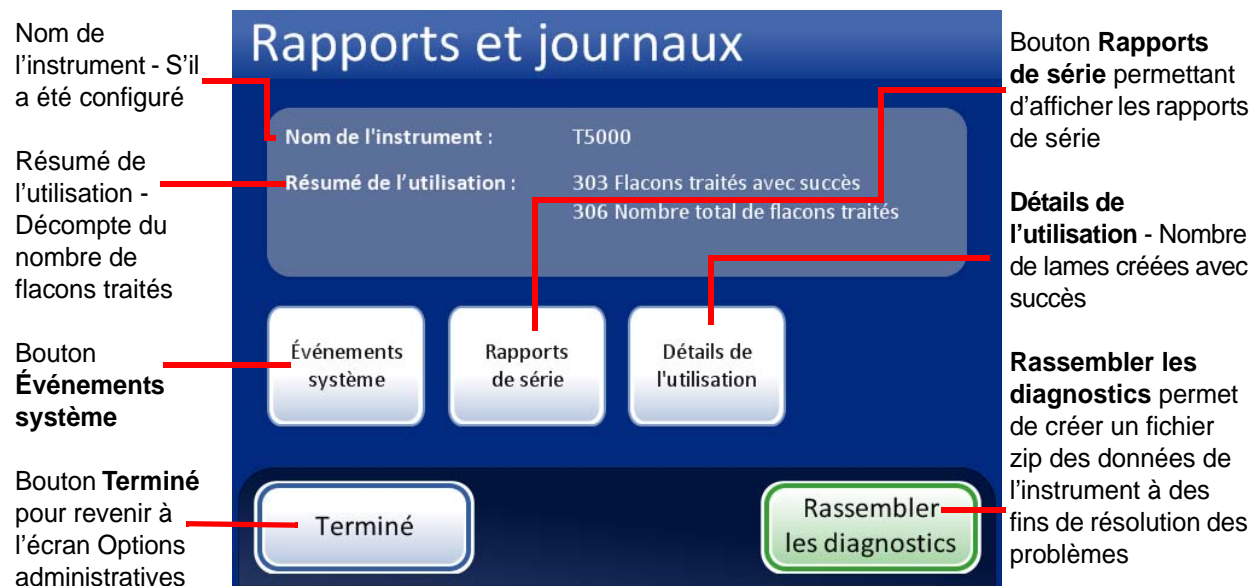 Nom de
l'instrument - S'il
a été configuré
Résumé de
l'utilisation -
Décompte du
nombre de
flacons traités
Bouton
Événements
système
Bouton Terminé
pour revenir à
l'écran Options
administratives
Rapports et journaux
Nom de l'instrument : T5000
Résumé de l'utilisation : 303 Flacons traités avec succès
306 Nombre total de flacons traités
Événements
système
Rapports
de série
Détails de
l'utilisation
Terminé
Rassembler
les diagnostics
Bouton Rapports
de série permettant
d'afficher les rapports
de série
Détails de
l'utilisation - Nombre
de lames créées avec
succès
Rassembler les
diagnostics permet
de créer un fichier
zip des données de
l'instrument à des
fins de résolution des
problèmes